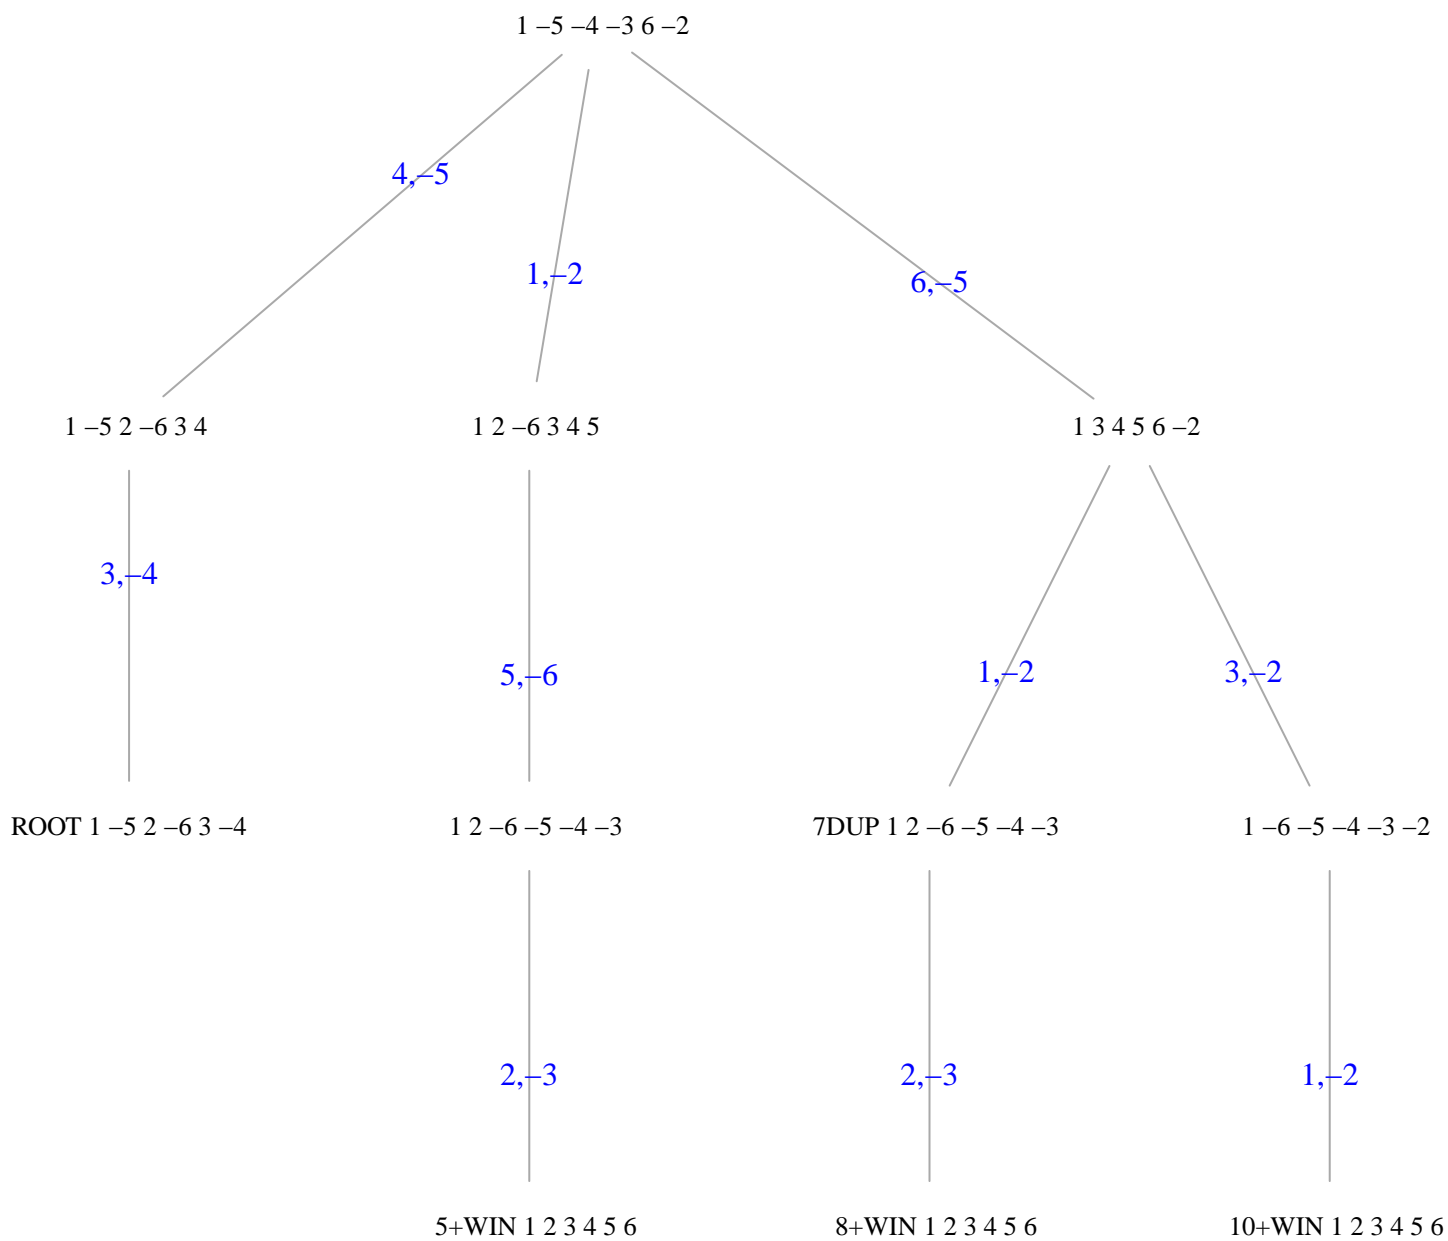 1 –5 –4 –3 6 –2
4,–5
1,–2
6,–5
1 –5 2 –6 3 4
1 2 –6 3 4 5
1 3 4 5 6 –2
3,–4
5,–6
1,–2
3,–2
ROOT 1 –5 2 –6 3 –4
1 2 –6 –5 –4 –3
7DUP 1 2 –6 –5 –4 –3
1 –6 –5 –4 –3 –2
2,–3
2,–3
1,–2
5+WIN 1 2 3 4 5 6
8+WIN 1 2 3 4 5 6
10+WIN 1 2 3 4 5 6